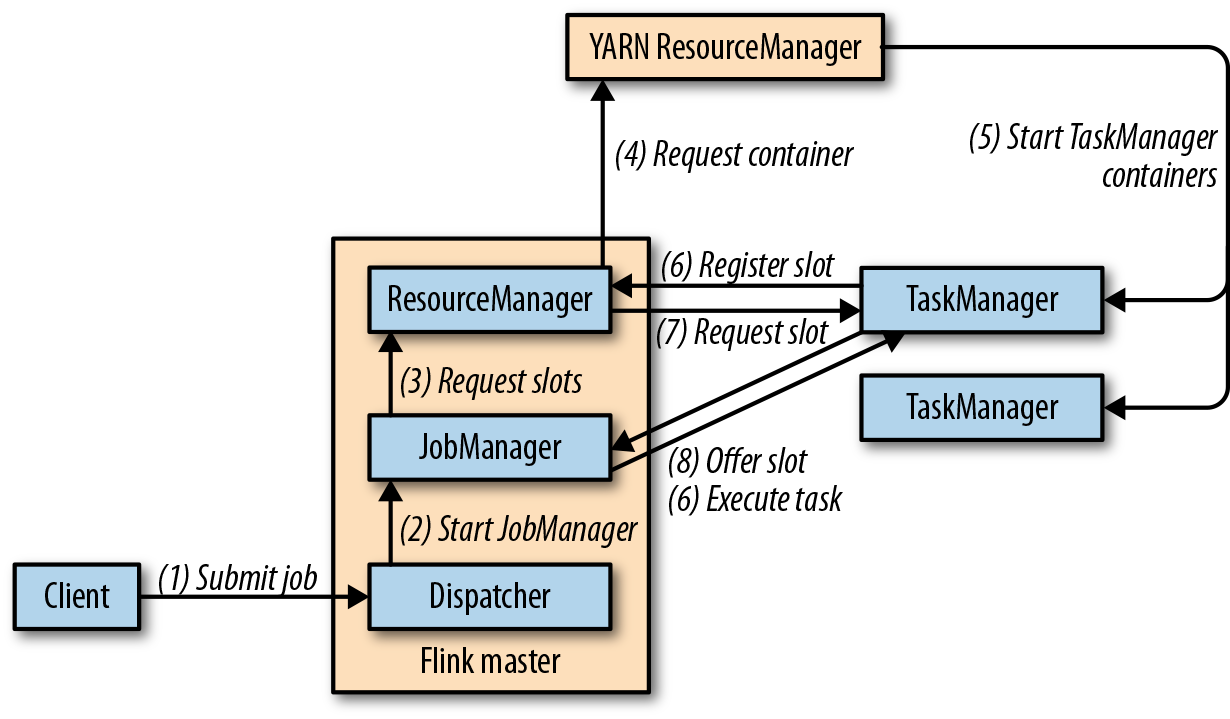 YARN ResourceManager
(4) Request container
(5) Start TaskManager
containers
(6) Register slot
ResourceManager
TaskManager
(7) Request slot
(3) Request slots
TaskManager
JobManager
(8) Offer slot
(6) Execute task
(2) Start JobManager
(1) Submit job
Client
Dispatcher
Flink master